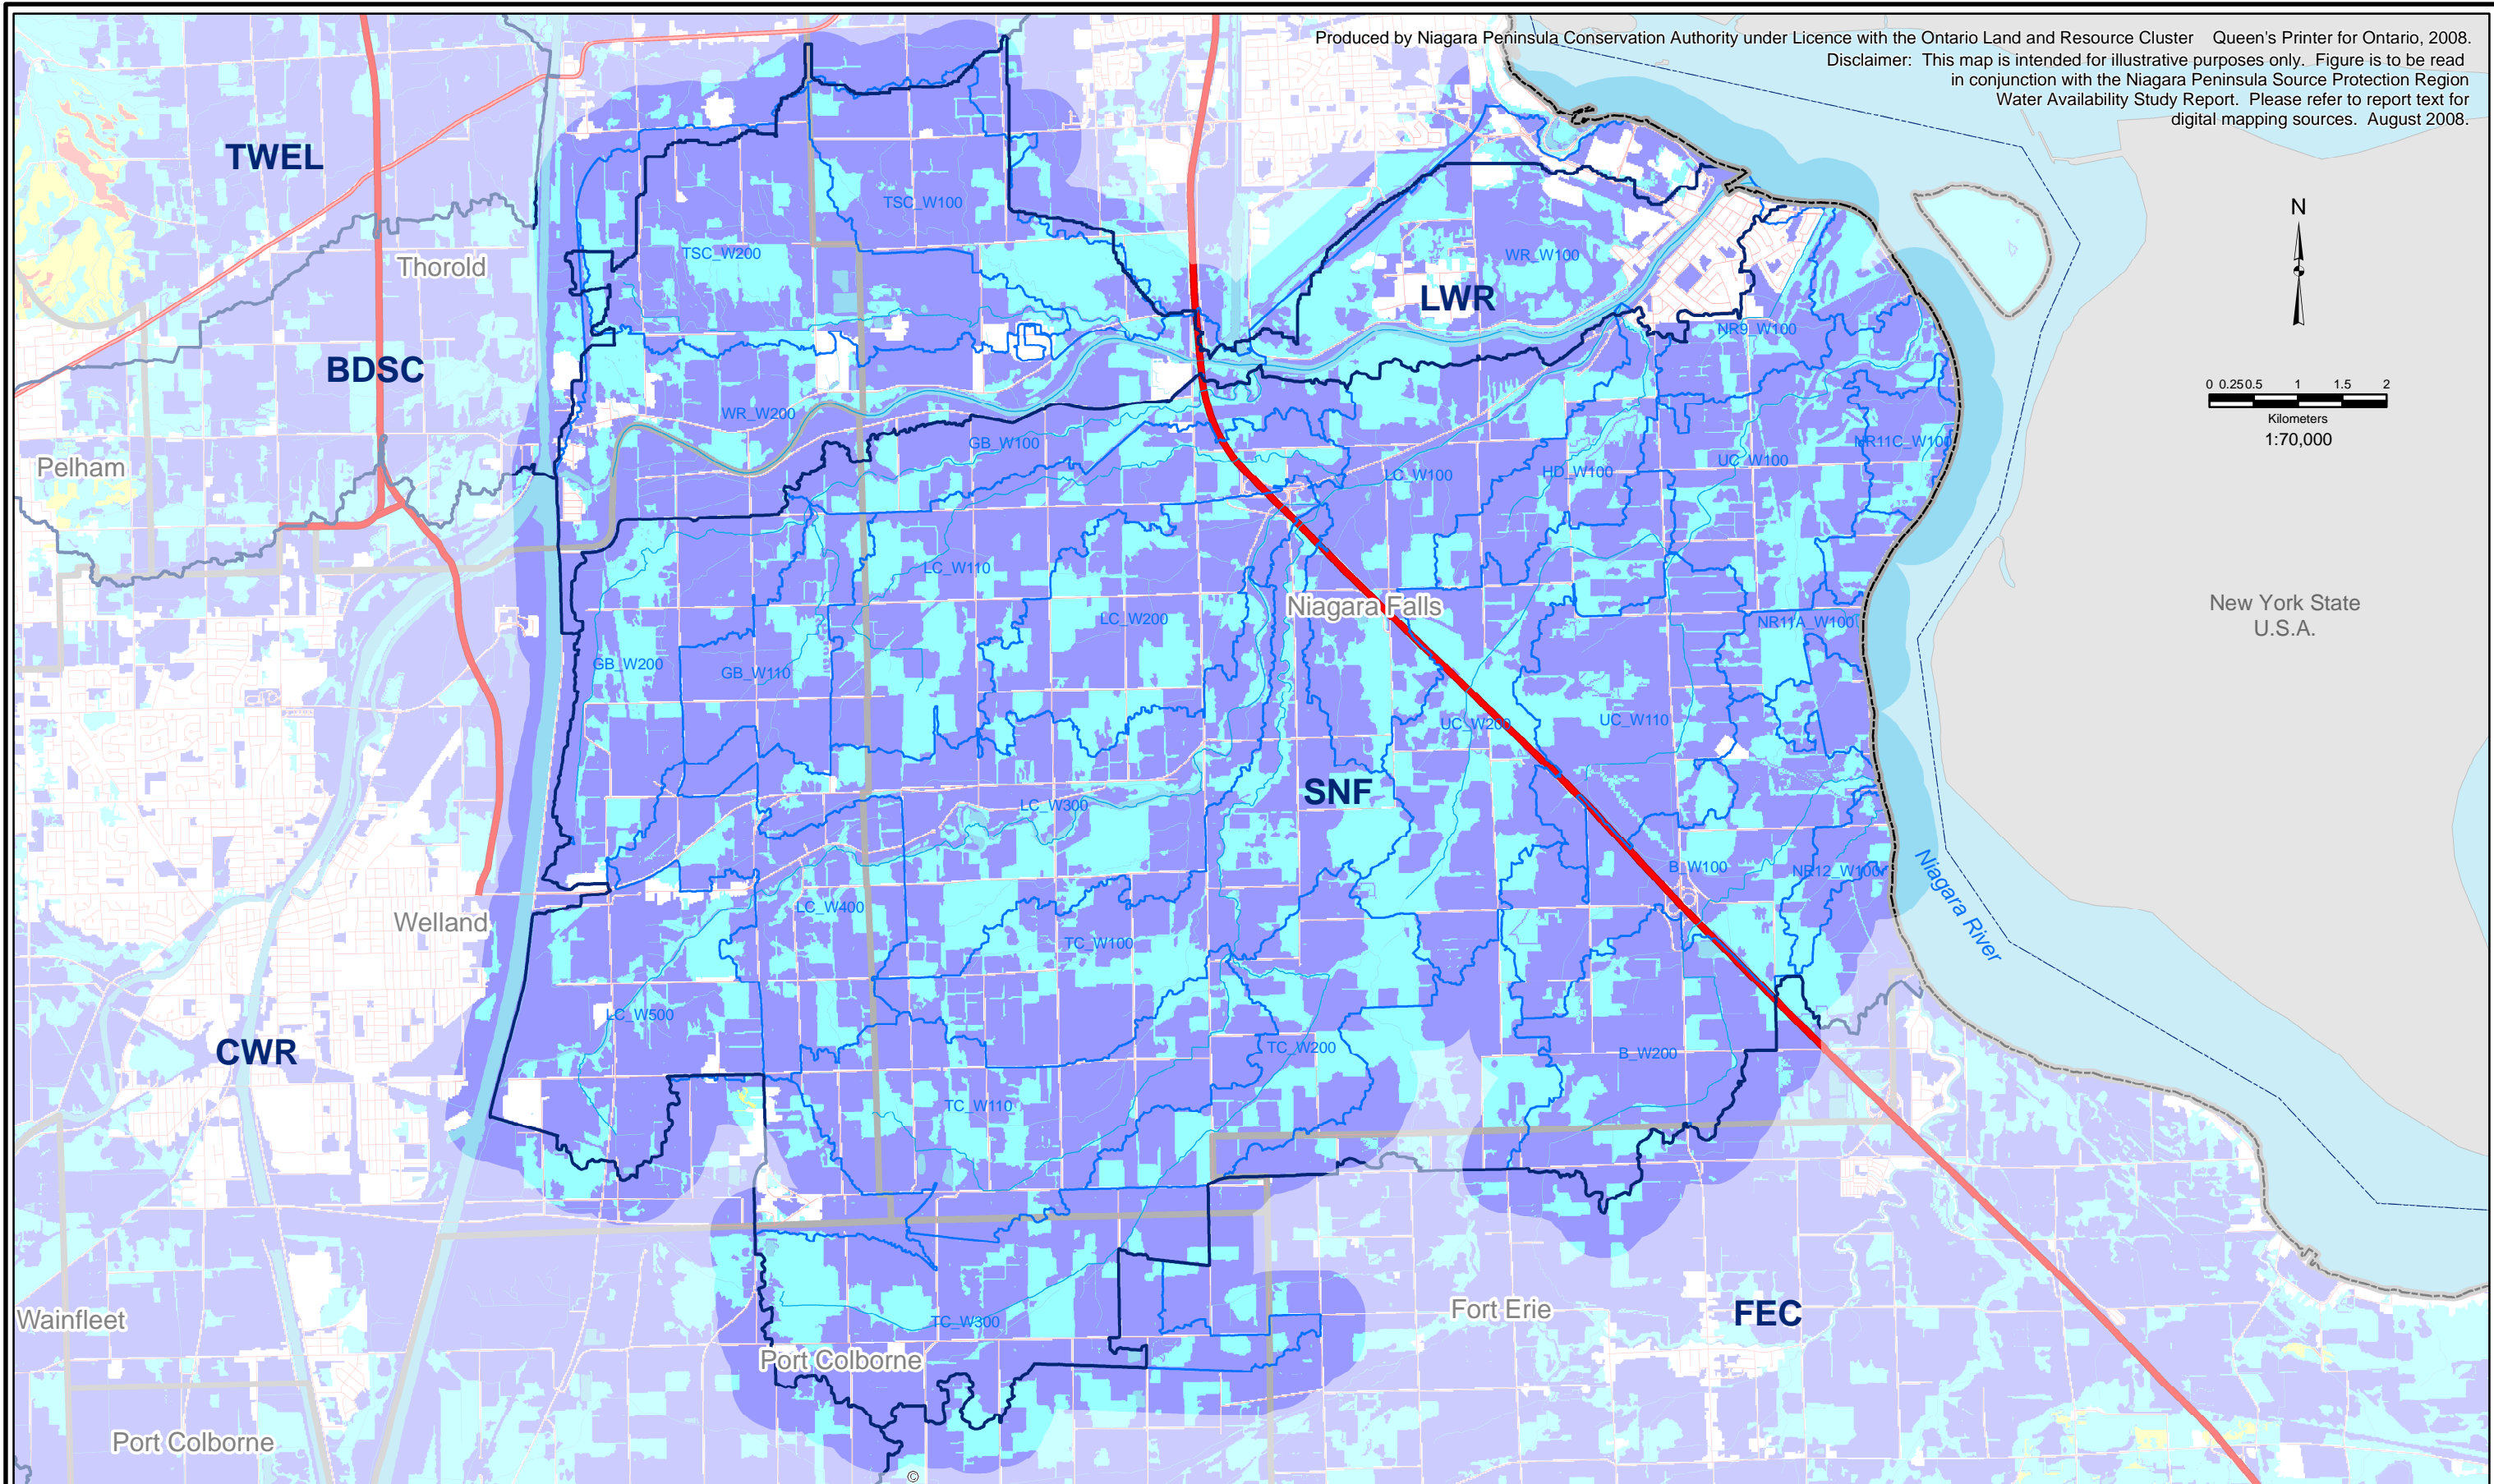 Produced by Niagara Peninsula Conservation Authority under Licence with the Ontario Land and Resource Cluster    Queen's Printer for Ontario, 2008.
Disclaimer:  This map is intended for illustrative purposes only.  Figure is to be read
in conjunction with the Niagara Peninsula Source Protection Region
Water Availability Study Report.  Please refer to report text for
digital mapping sources.  August 2008.
TWEL
TSC_W100
N
TSC_W200
WR_W100
Thorold
LWR
NR9_W100
BDSC
0 0.25 0.5 1 1.5 2
Kilometers
1:70,000
WR_W200
GB_W100
NR11C_W100
UC_W100
Pelham
LC_W100
HD_W100
LC_W110
Niagara Falls
New York State
U.S.A.
LC_W200
NR11A_W100
GB_W200
GB_W110
UC_W200
UC_W110
SNF
LC_W300
B_W100
NR12_W100
Niagara River
LC_W400
Welland
TC_W100
LC_W500
CWR
TC_W200
B_W200
TC_W110
Wainfleet
TC_W300
Fort Erie
FEC
Port Colborne
Port Colborne
©